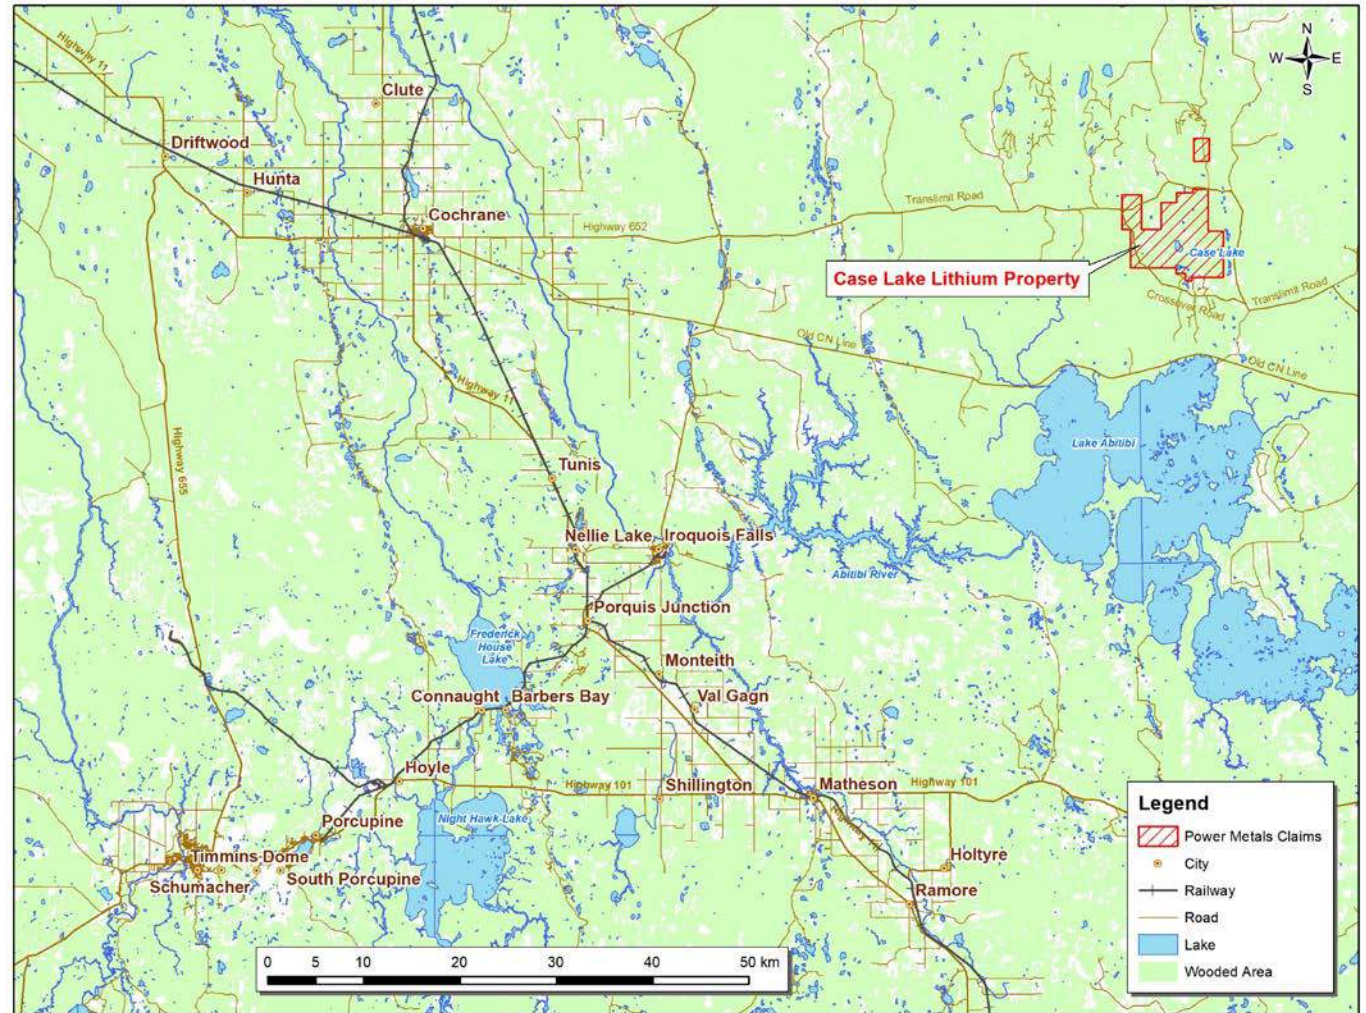 N
W E
S
Highway 11
Clute
Driftwood
Hunta
Cochrane
Highway 652
Translimit Road
Case Lake
Case Lake Lithium Property
Crossover Road
Translimit Road
Old CN Line
Old CN Line
Highway 11
Highway 655
Lake Abitibi
Tunis
Nellie Lake
Iroquois Falls
Abitibi River
Porquis Junction
Frederick
House
Lake
Monteith
Connaught
Barbers Bay
Val Gagn
Hoyle
Highway 101
Shillington
Matheson
Highway 101
Porcupine
Night Hawk Lake
Timmins
Dome
Schumacher
South Porcupine
Holtyre
Ramore
Legend
Power Metals Claims
City
Railway
Road
Lake
Wooded Area
0 5 10 20 30 40 50 km